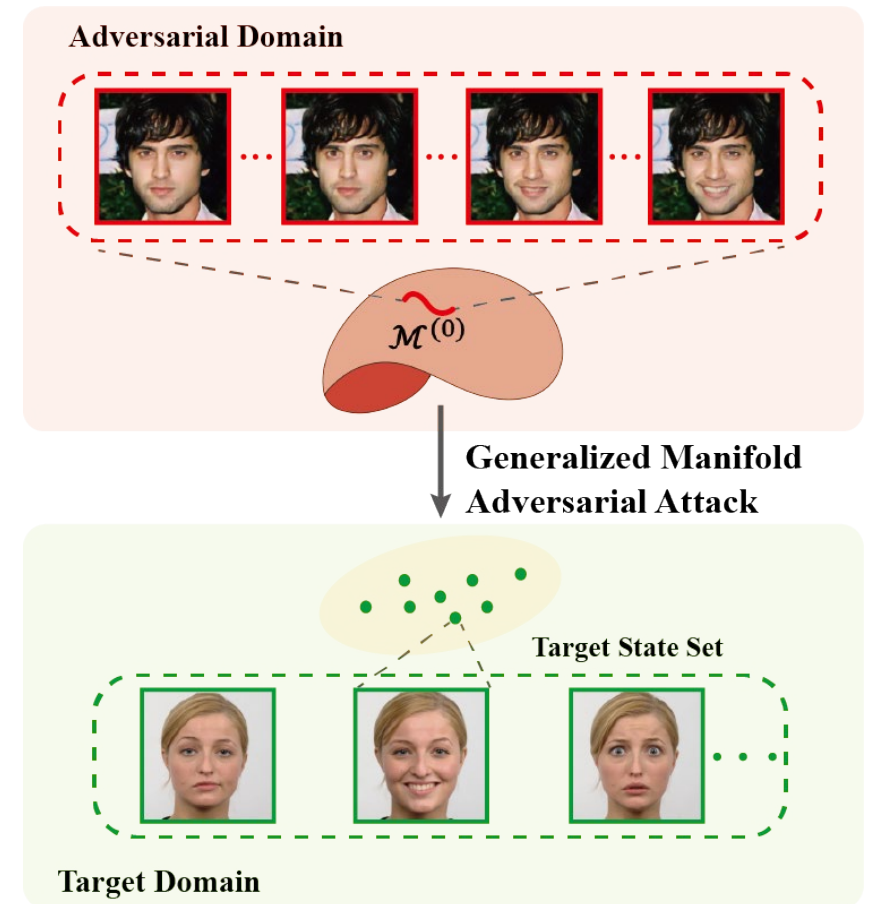 Adversarial Domain
ℳ⁽⁰⁾
Generalized Manifold
Adversarial Attack
Target State Set
Target Domain